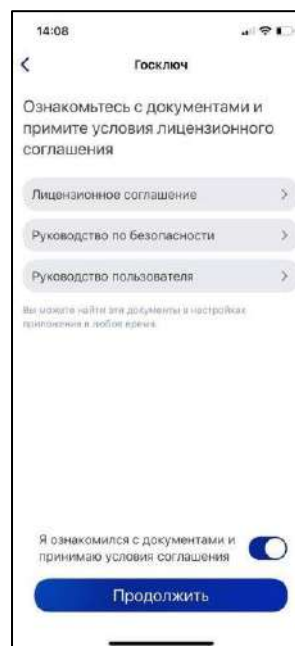 14:08
Госключ
Ознакомьтесь с документами и
примите условия лицензионного
соглашения
Лицензионное соглашение
Руководство по безопасности
Руководство пользователя
Вы можете найти эти документы в настройках
приложения в любое время.
Я ознакомился с документами и
принимаю условия соглашения
Продолжить